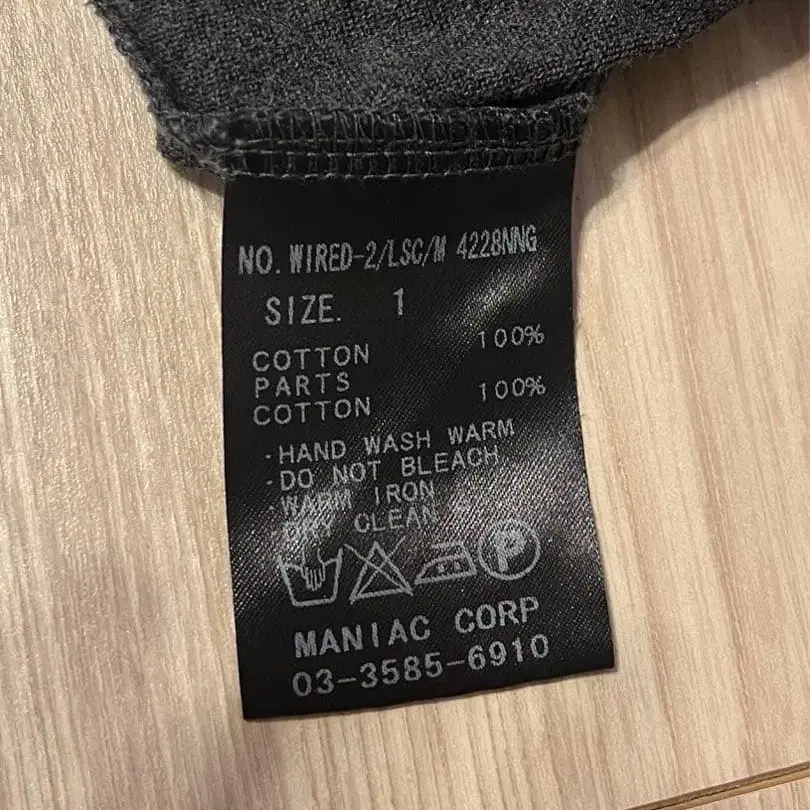 NO. WIRED-2/LSC/M 4228NNG
SIZE. 1
COTTON 100%
PARTS
COTTON 100%
・HAND WASH WARM
・DO NOT BLEACH
・WARM IRON
DRY CLEAN
P
MANIAC CORP
03-3585-6910